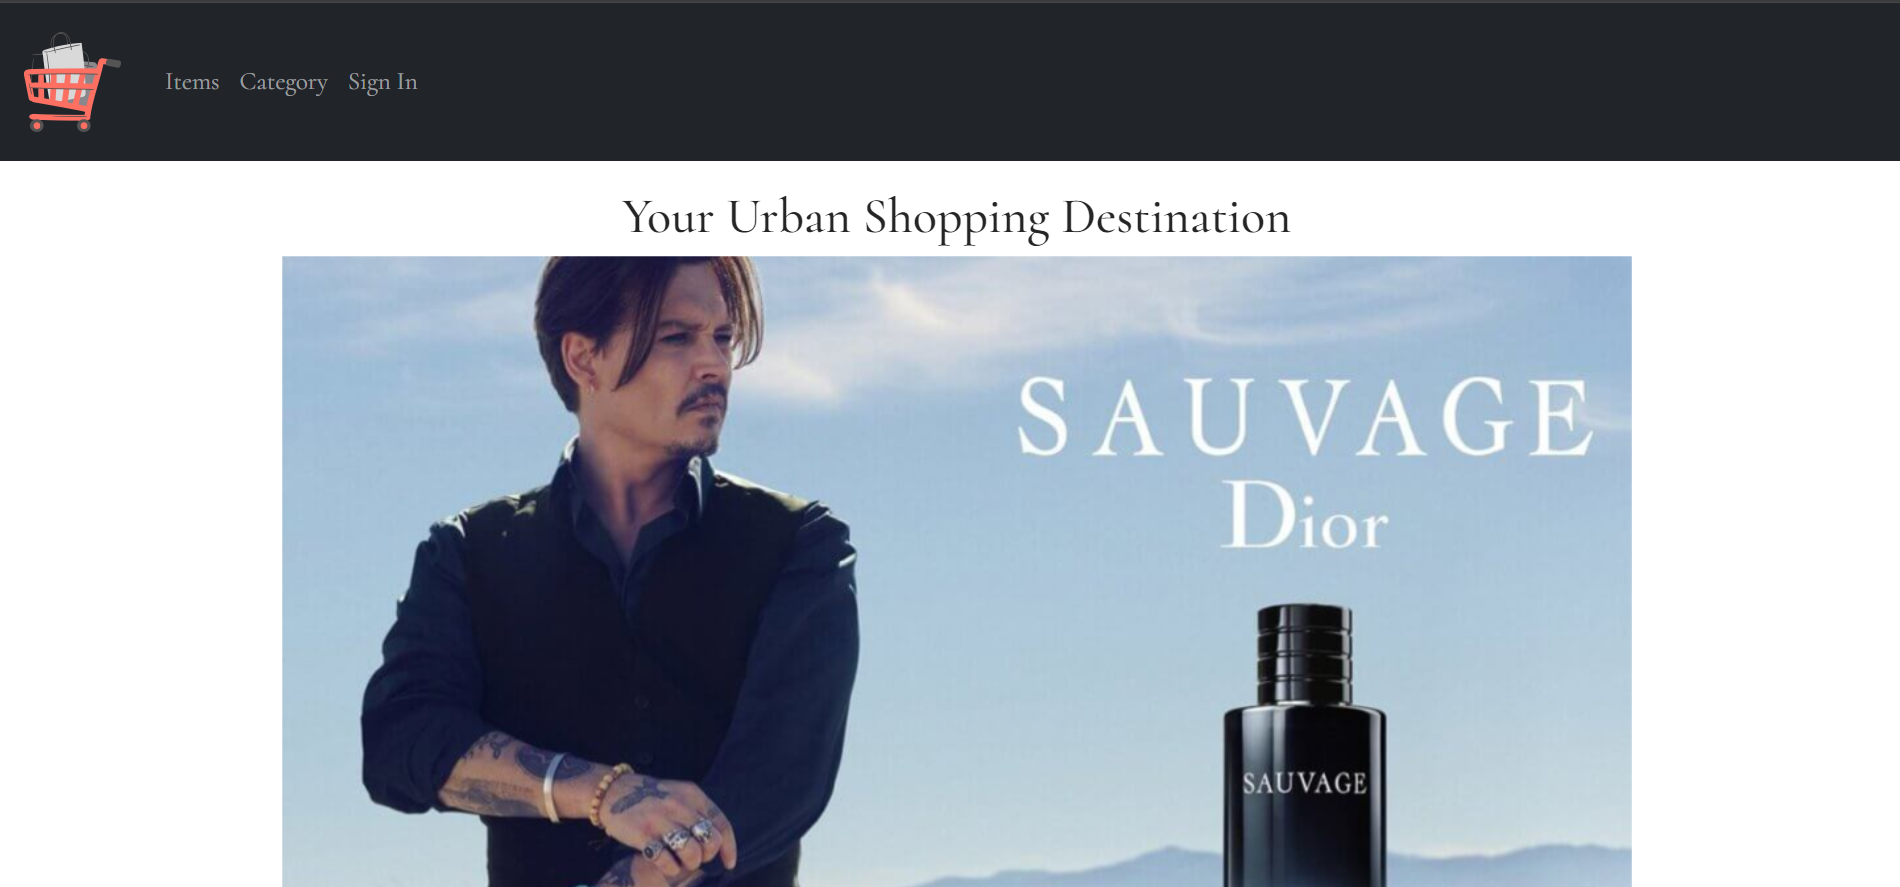 Items Category Sign In
Your Urban Shopping Destination
SAUVAGE
Dior
SAUVAGE